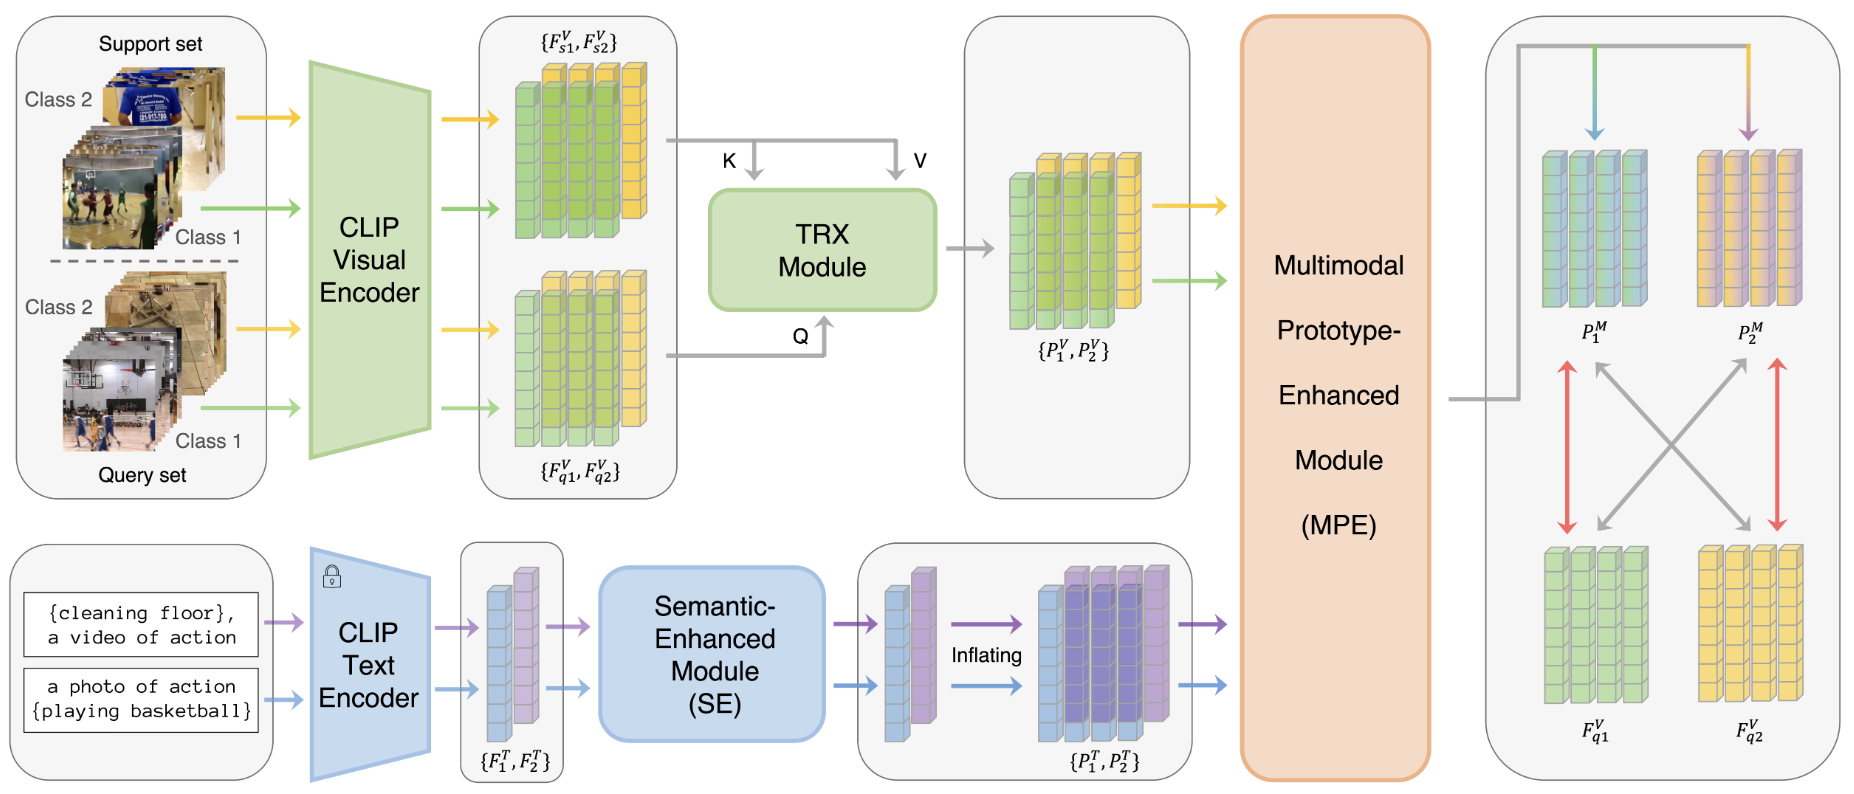 Support set
Class 2
Class 1
Class 2
Class 1
Query set
CLIP
Visual
Encoder
{F_{s1}^V, F_{s2}^V}
{F_{q1}^V, F_{q2}^V}
K
V
TRX
Module
Q
{P_1^V, P_2^V}
Multimodal
Prototype-
Enhanced
Module
(MPE)
P_1^M
P_2^M
F_{q1}^V
F_{q2}^V
{cleaning floor},
a video of action
a photo of action
{playing basketball}
CLIP
Text
Encoder
{F_1^T, F_2^T}
Semantic-
Enhanced
Module
(SE)
Inflating
{P_1^T, P_2^T}